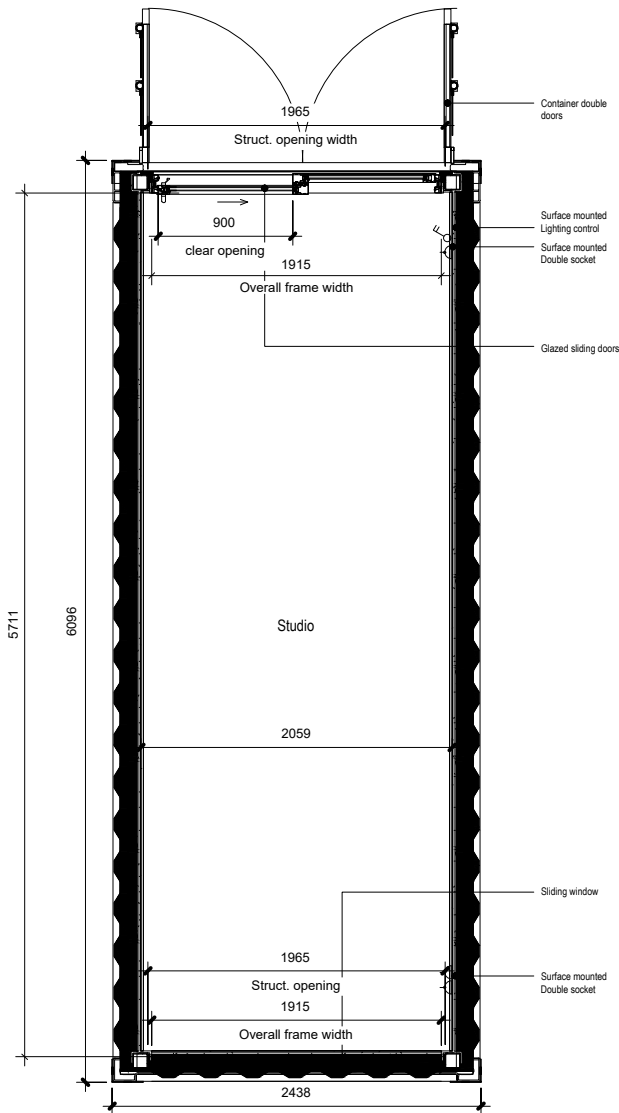 1965
Struct. opening width
Container double
doors
900
clear opening
Surface mounted
Lighting control
Surface mounted
Double socket
1915
Overall frame width
Glazed sliding doors
5711
6096
Studio
2059
Sliding window
1965
Struct. opening
Surface mounted
Double socket
1915
Overall frame width
2438